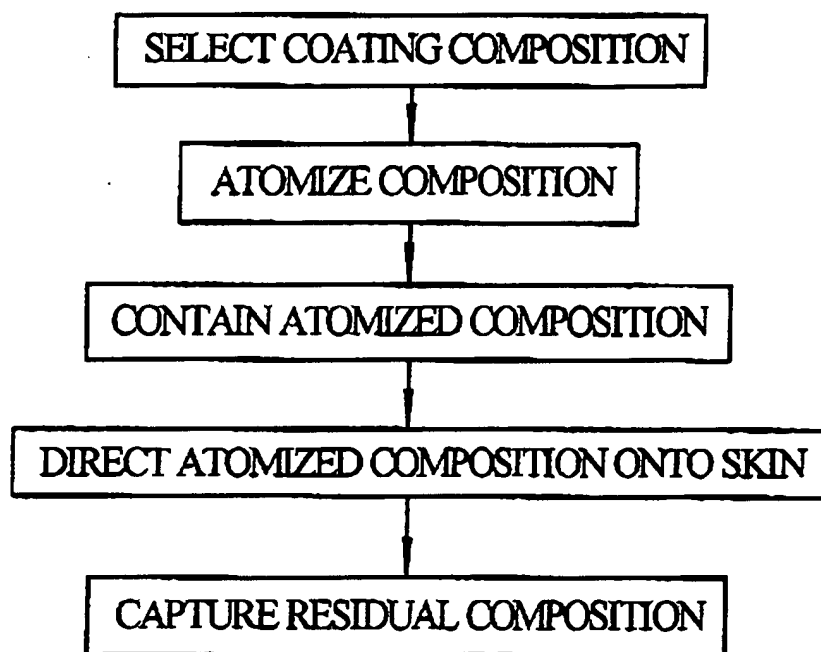 SELECT COATING COMPOSITION
ATOMIZE COMPOSITION
CONTAIN ATOMIZED COMPOSITION
DIRECT ATOMIZED COMPOSITION ONTO SKIN
CAPTURE RESIDUAL COMPOSITION